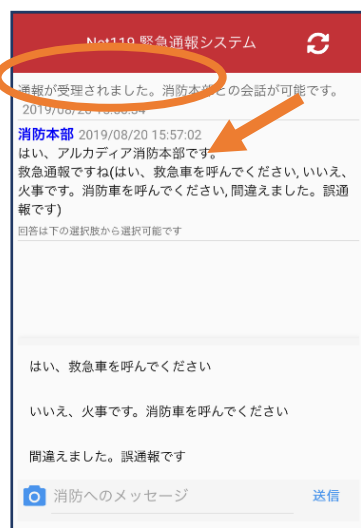 Net119 緊急通報システム
通報が受理されました。消防本部との会話が可能です。
2019/08/20
消防本部 2019/08/20 15:57:02
はい、アルカディア消防本部です。
救急通報ですね(はい、救急車を呼んでください, いいえ、
火事です。消防車を呼んでください, 間違えました。誤通
報です)
回答は下の選択肢から選択可能です
はい、救急車を呼んでください
いいえ、火事です。消防車を呼んでください
間違えました。誤通報です
消防へのメッセージ
送信